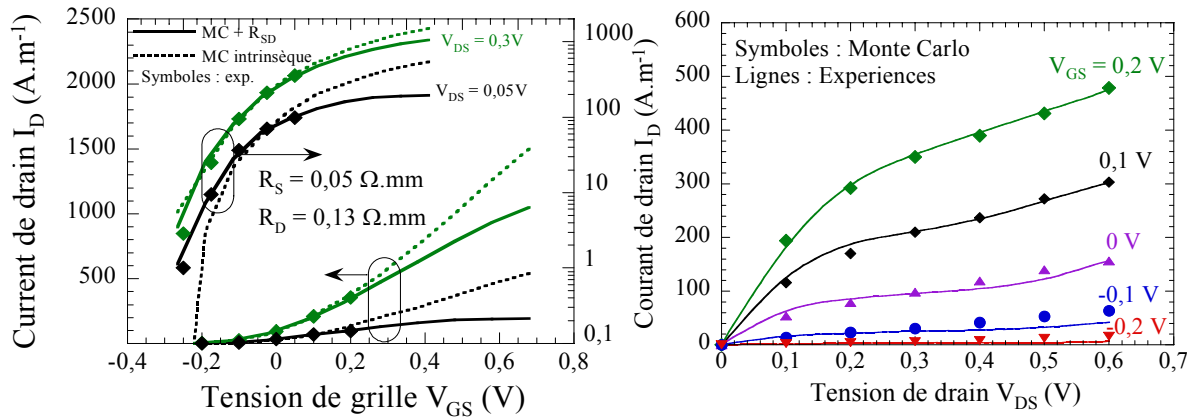 Current de drain I_D (A.m⁻¹)
2500
2000
1500
1000
500
MC + R_SD
MC intrinsèque
Symboles : exp.
V_DS = 0,3V
V_DS = 0,05V
R_S = 0,05 Ω.mm
R_D = 0,13 Ω.mm
1000
100
10
1
0,1
-0,4 -0,2 0 0,2 0,4 0,6 0,8
Tension de grille V_GS (V)
Courant de drain I_D (A.m⁻¹)
600
500
400
300
200
100
0
Symboles : Monte Carlo
Lignes : Experiences
V_GS = 0,2 V
0,1 V
0 V
-0,1 V
-0,2 V
0 0,1 0,2 0,3 0,4 0,5 0,6 0,7
Tension de drain V_DS (V)